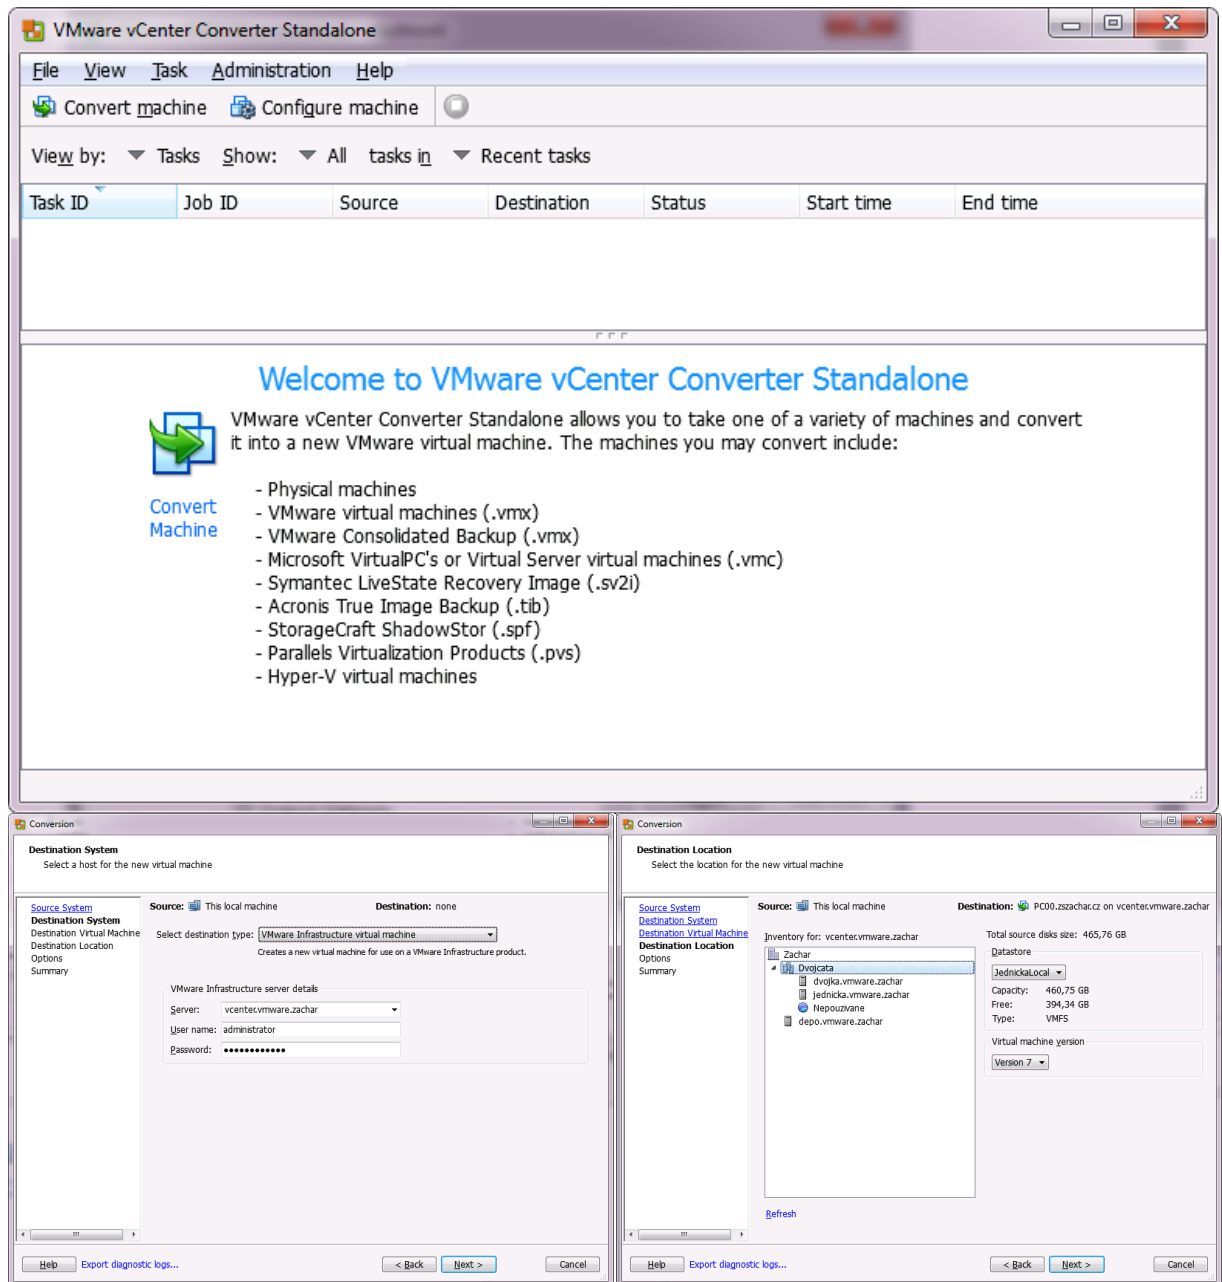 VMware vCenter Converter Standalone
File View Task Administration Help
Convert machine Configure machine
View by: Tasks Show: All tasks in Recent tasks
Task ID Job ID Source Destination Status Start time End time
Welcome to VMware vCenter Converter Standalone
VMware vCenter Converter Standalone allows you to take one of a variety of machines and convert
it into a new VMware virtual machine. The machines you may convert include:
Convert
Machine
- Physical machines
- VMware virtual machines (.vmx)
- VMware Consolidated Backup (.vmx)
- Microsoft VirtualPC's or Virtual Server virtual machines (.vmc)
- Symantec LiveState Recovery Image (.sv2i)
- Acronis True Image Backup (.tib)
- StorageCraft ShadowStor (.spf)
- Parallels Virtualization Products (.pvs)
- Hyper-V virtual machines
Conversion
Destination System
Select a host for the new virtual machine
Source System
Destination System
Destination Virtual Machine
Destination Location
Options
Summary
Source: This local machine Destination: none
Select destination type: VMware Infrastructure virtual machine
Creates a new virtual machine for use on a VMware Infrastructure product.
VMware Infrastructure server details
Server: vcenter.vmware.zachar
User name: administrator
Password: ••••••••••••
Help Export diagnostic logs... < Back Next > Cancel
Conversion
Destination Location
Select the location for the new virtual machine
Source System
Destination System
Destination Virtual Machine
Destination Location
Options
Summary
Source: This local machine Destination: PC00.zszachar.cz on vcenter.vmware.zachar
Inventory for: vcenter.vmware.zachar
Zachar
Dvojcata
dvojka.vmware.zachar
jednicka.vmware.zachar
Nepouzivane
depo.vmware.zachar
Refresh
Total source disks size: 465,76 GB
Datastore
JednickaLocal
Capacity: 460,75 GB
Free: 394,34 GB
Type: VMFS
Virtual machine version
Version 7
Help Export diagnostic logs... < Back Next > Cancel